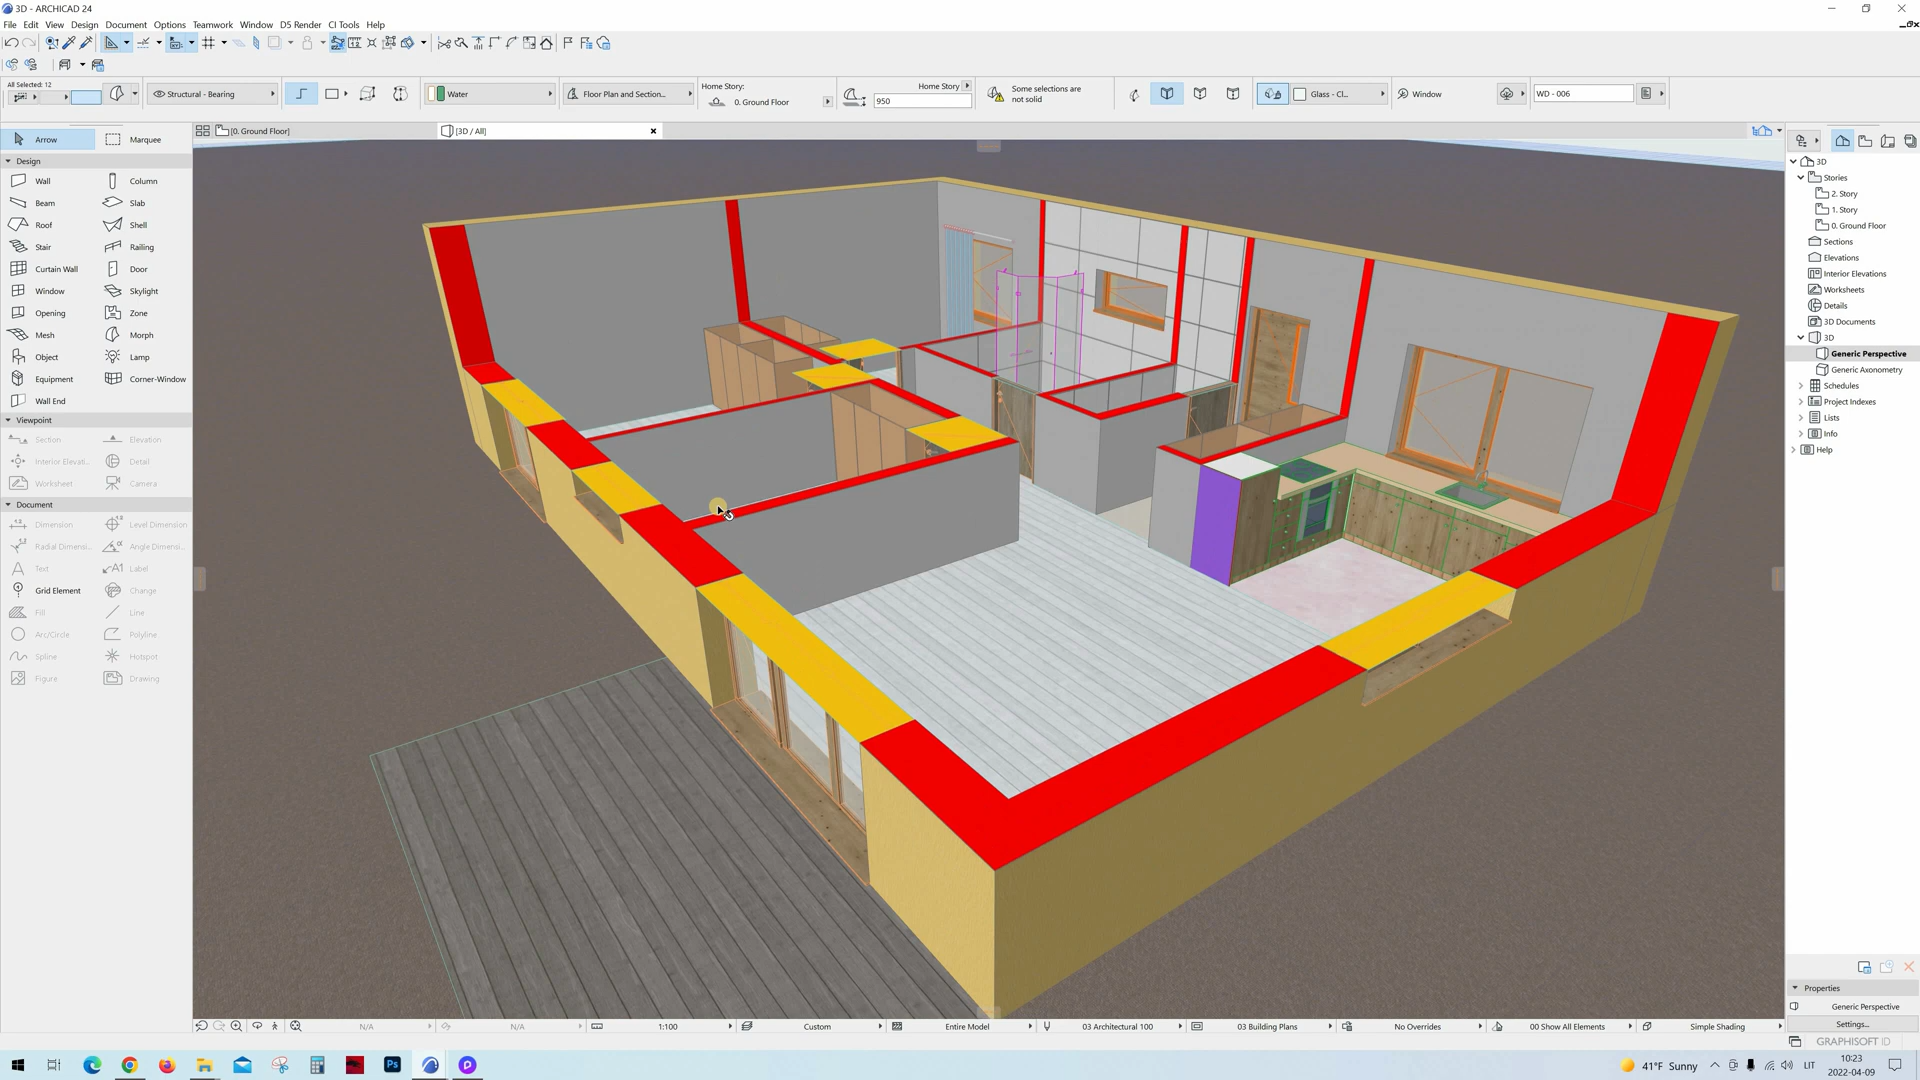 3D - ARCHICAD 24
File Edit View Design Document Options Teamwork Window D5 Render CI Tools Help
All Selected: 12
Structural - Bearing
Water
Floor Plan and Section...
Home Story:
0. Ground Floor
Home Story
950
Some selections are
not solid
Glass - Cl...
Window
WD - 006
[0. Ground Floor]
[3D / All]
Arrow Marquee
Design
Wall Column
Beam Slab
Roof Shell
Stair Railing
Curtain Wall Door
Window Skylight
Opening Zone
Mesh Morph
Object Lamp
Equipment Corner-Window
Wall End
Viewpoint
Section Elevation
Interior Elevati... Detail
Worksheet Camera
Document
Dimension Level Dimension
Radial Dimensi... Angle Dimensi...
Text Label
Grid Element Change
Fill Line
Arc/Circle Polyline
Spline Hotspot
Figure Drawing
3D
Stories
2. Story
1. Story
0. Ground Floor
Sections
Elevations
Interior Elevations
Worksheets
Details
3D Documents
3D
Generic Perspective
Generic Axonometry
Schedules
Project Indexes
Lists
Info
Help
Properties
Generic Perspective
Settings...
N/A N/A 1:100 Custom Entire Model 03 Architectural 100 03 Building Plans No Overrides 00 Show All Elements Simple Shading
GRAPHISOFT ID
41°F Sunny
LIT
10:23
2022-04-09